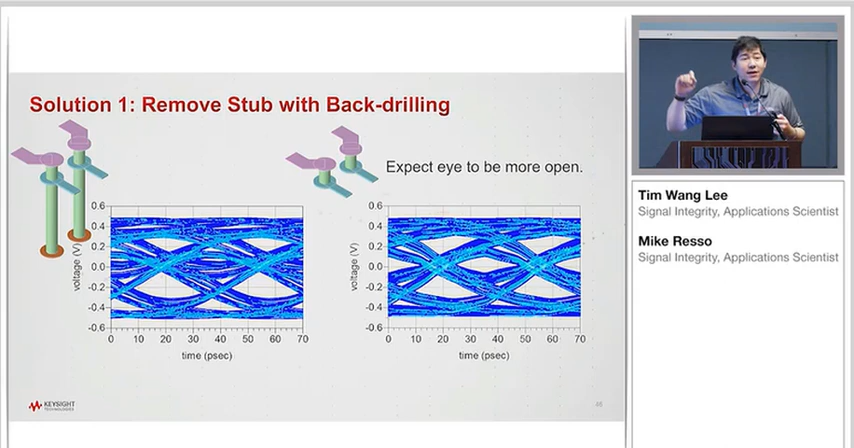 Solution 1: Remove Stub with Back-drilling
Expect eye to be more open.
0.6
0.4
0.2
0.0
-0.2
-0.4
-0.6
voltage (V)
0 10 20 30 40 50 60 70
time (psec)
0.6
0.4
0.2
0.0
-0.2
-0.4
-0.6
voltage (V)
0 10 20 30 40 50 60 70
time (psec)
KEYSIGHT
TECHNOLOGIES
Tim Wang Lee
Signal Integrity, Applications Scientist
Mike Resso
Signal Integrity, Applications Scientist